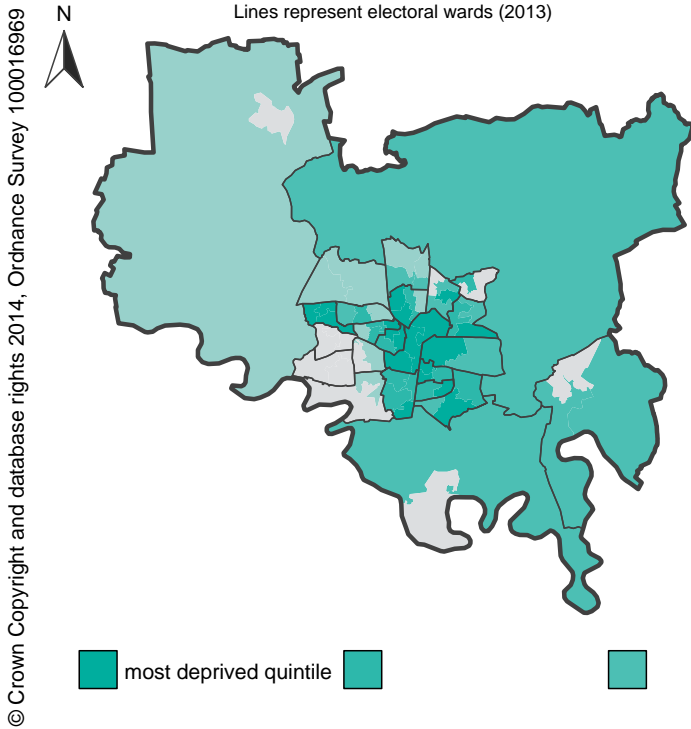 Lines represent electoral wards (2013)
N
© Crown Copyright and database rights 2014, Ordnance Survey 100016969
most deprived quintile